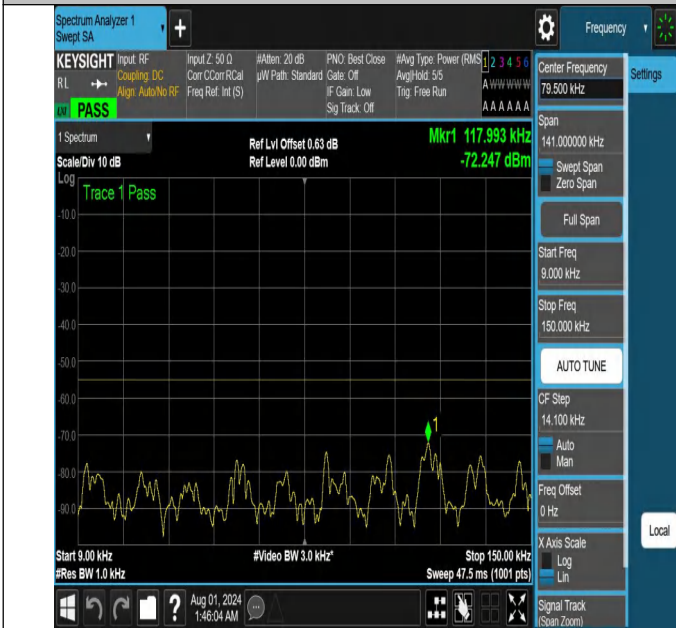 Spectrum Analyzer 1
Swept SA
+
Frequency
KEYSIGHT
RL
PASS
Input: RF
Coupling: DC
Align: Auto/No RF
Input Z: 50 Ω
Corr CCorr RCal
Freq Ref: Int (S)
#Atten: 20 dB
µW Path: Standard
PNO: Best Close
Gate: Off
IF Gain: Low
Sig Track: Off
#Avg Type: Power (RMS
Avg|Hold: 5/5
Trig: Free Run
1 2 3 4 5 6
A W W W W W
A A A A A A
1 Spectrum
Scale/Div 10 dB
Log
Ref Lvl Offset 0.63 dB
Ref Level 0.00 dBm
Mkr1 117.993 kHz
-72.247 dBm
Trace 1 Pass
-10.0
-20.0
-30.0
-40.0
-50.0
-60.0
-70.0
-80.0
-90.0
1
Start 9.00 kHz
#Res BW 1.0 kHz
#Video BW 3.0 kHz*
Stop 150.00 kHz
Sweep 47.5 ms (1001 pts)
Center Frequency
79.500 kHz
Span
141.000000 kHz
Swept Span
Zero Span
Full Span
Start Freq
9.000 kHz
Stop Freq
150.000 kHz
AUTO TUNE
CF Step
14.100 kHz
Auto
Man
Freq Offset
0 Hz
X Axis Scale
Log
Lin
Signal Track
(Span Zoom)
Settings
Local
?
Aug 01, 2024
1:46:04 AM